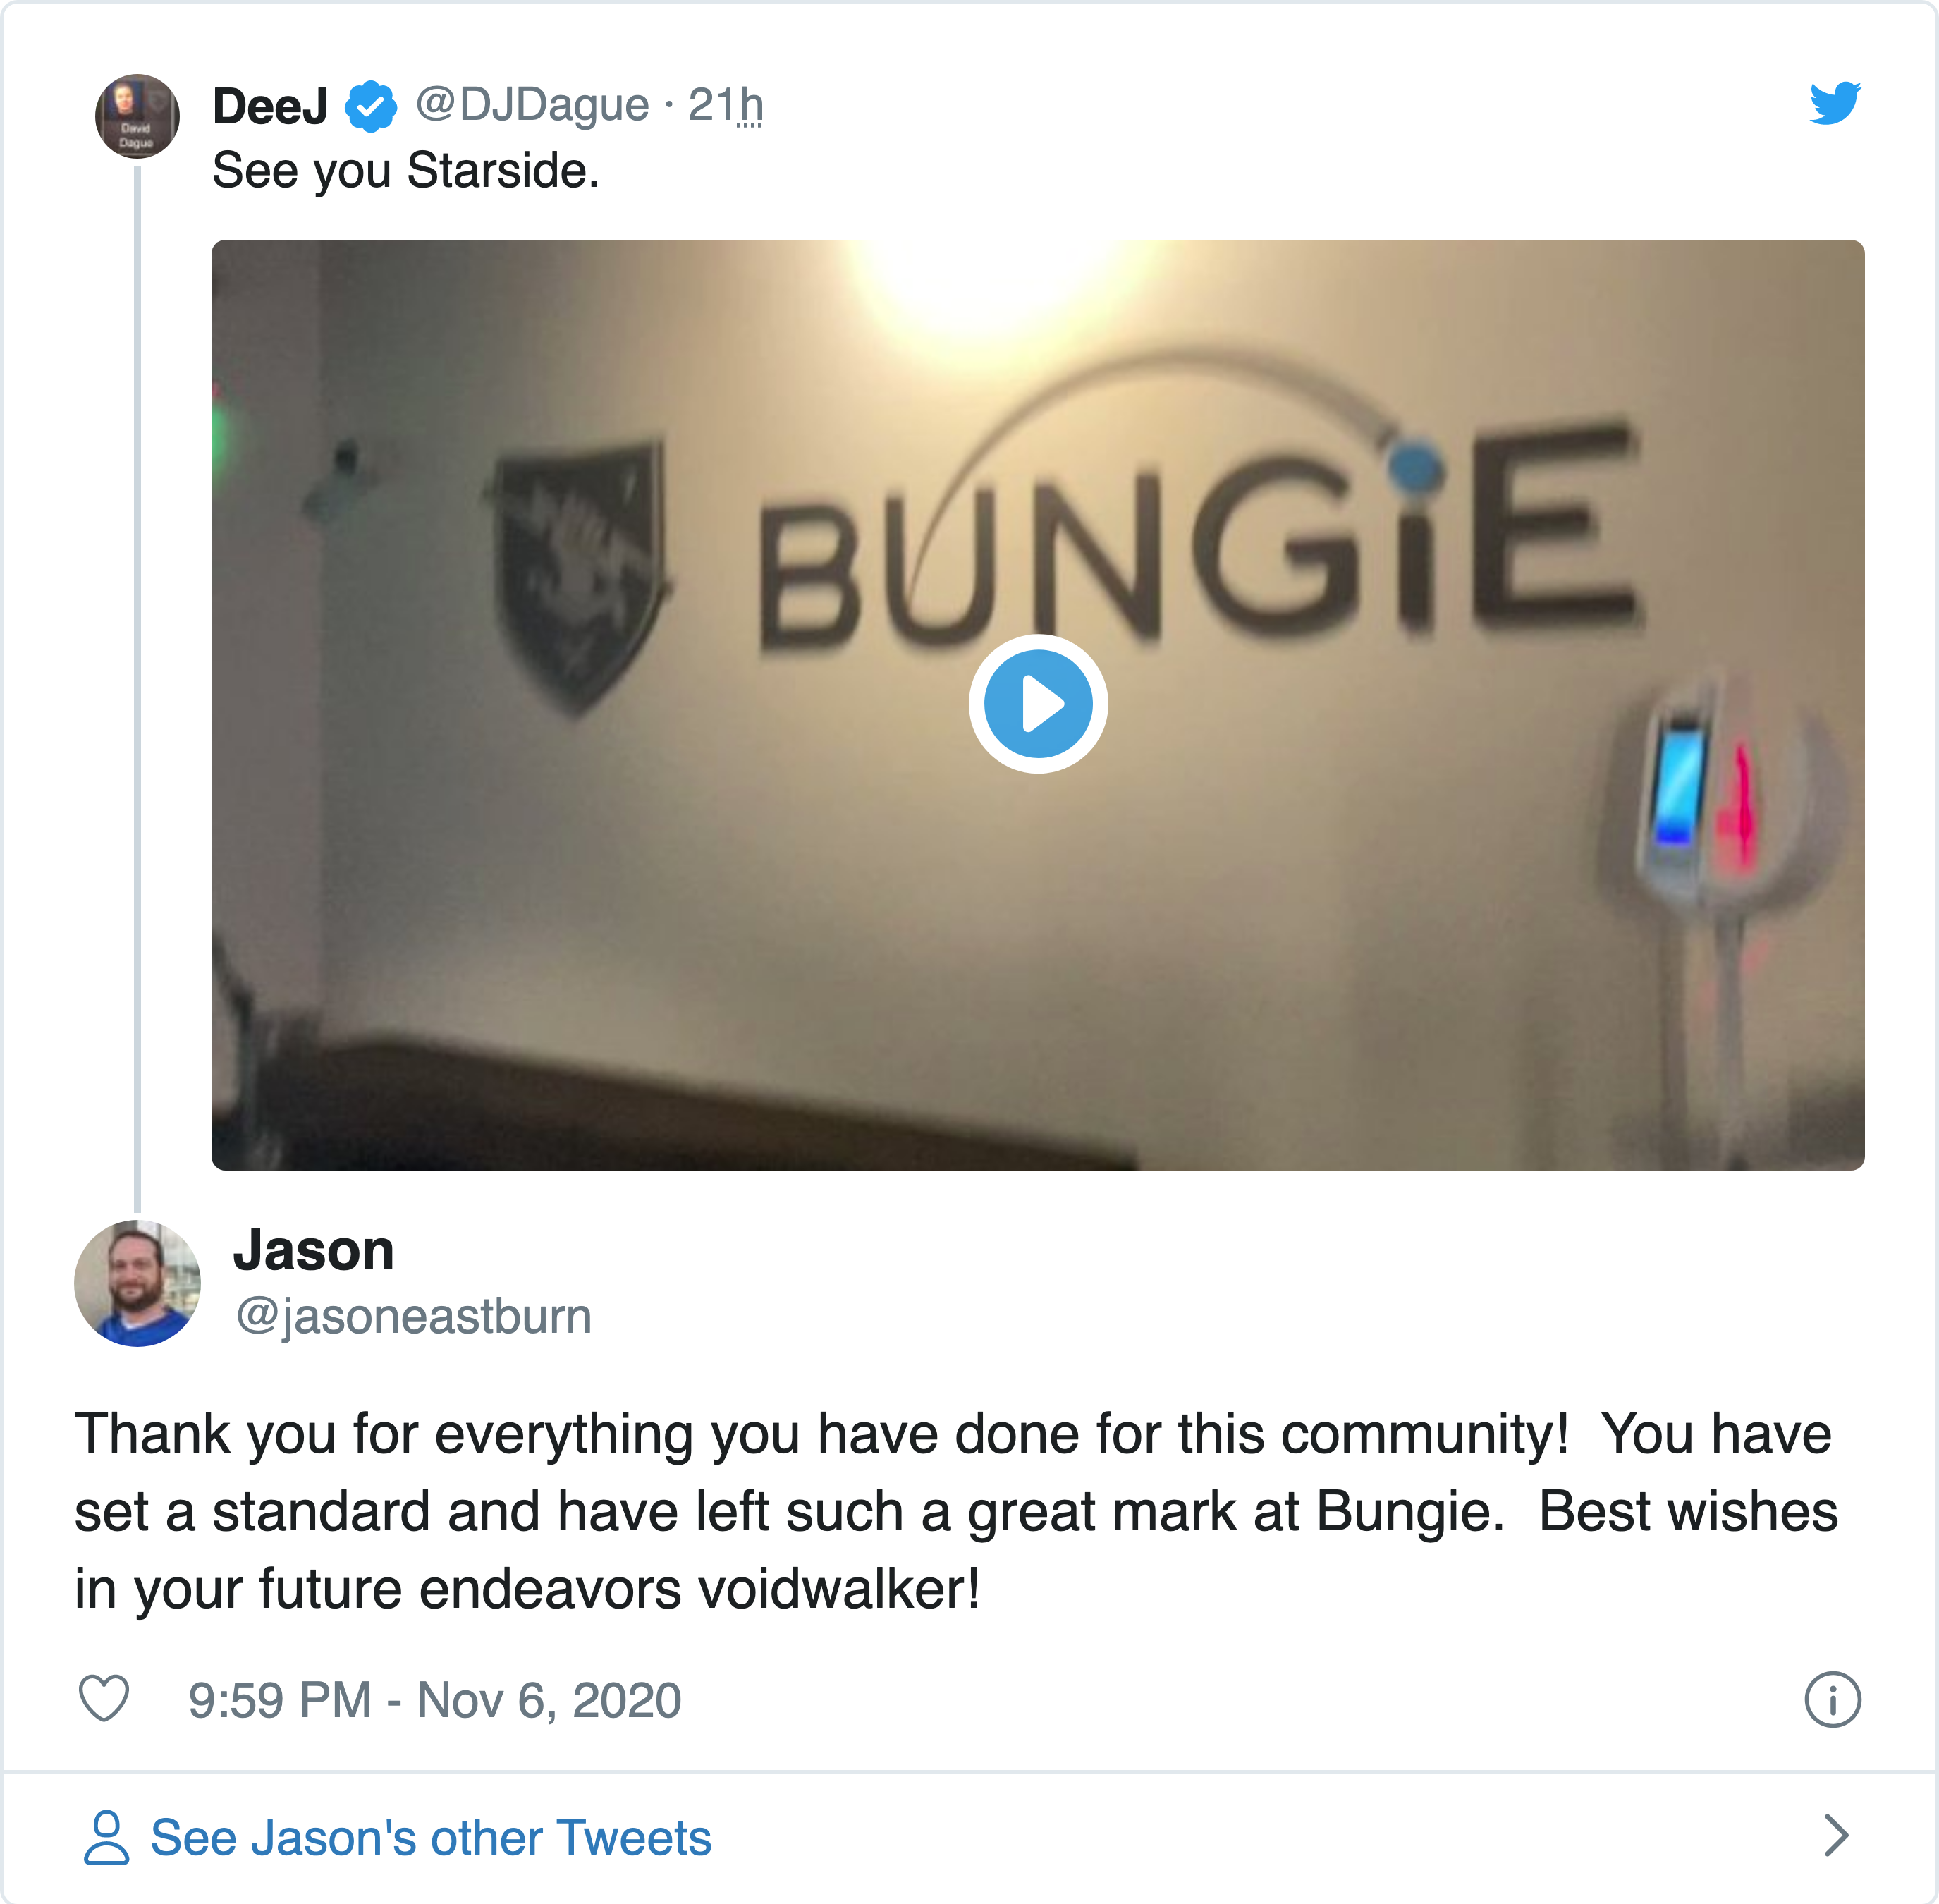 DeeJ @DJDague · 21h
See you Starside.
David
Dague
BUNGiE
Jason
@jasoneastburn
Thank you for everything you have done for this community!  You have
set a standard and have left such a great mark at Bungie.  Best wishes
in your future endeavors voidwalker!
9:59 PM - Nov 6, 2020
See Jason's other Tweets